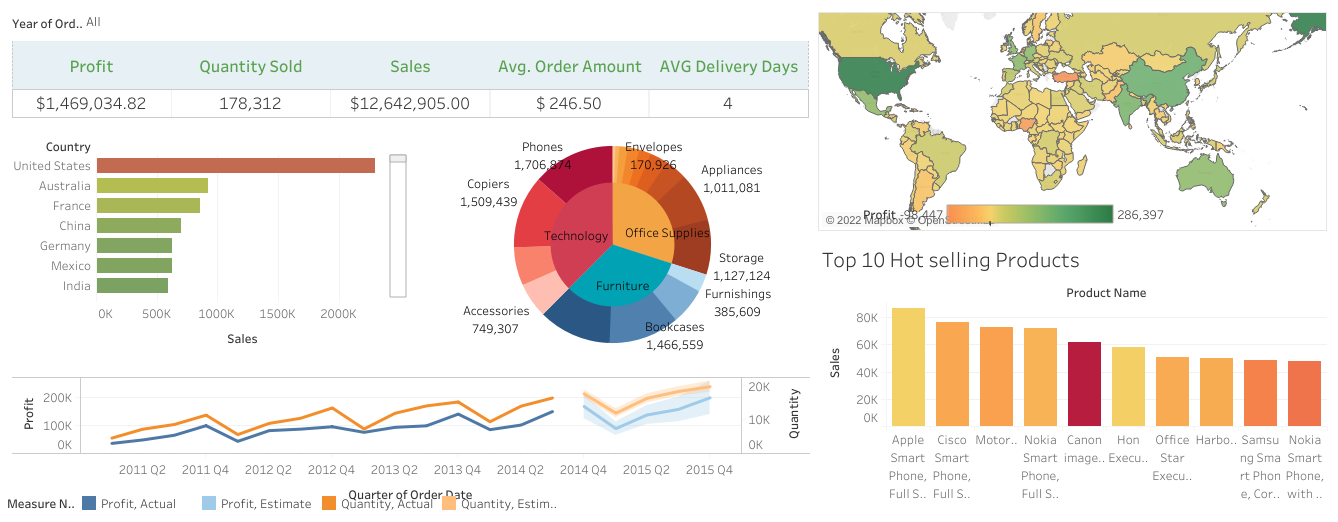 Year of Ord.. All
Profit Quantity Sold Sales Avg. Order Amount AVG Delivery Days
$1,469,034.82 178,312 $12,642,905.00 $ 246.50 4
Country
United States
Australia
France
China
Germany
Mexico
India
0K 500K 1000K 1500K 2000K
Sales
Phones
1,706,874
Envelopes
170,926
Appliances
1,011,081
Copiers
1,509,439
Technology
Office Supplies
Storage
1,127,124
Furniture
Furnishings
385,609
Accessories
749,307
Bookcases
1,466,559
Profit -98,447 286,397
© 2022 Mapbox © OpenStreetMap
Top 10 Hot selling Products
Product Name
Sales
80K
60K
40K
20K
0K
Apple Smart Phone, Full S..
Cisco Smart Phone, Full S..
Motor..
Nokia Smart Phone, Full S..
Canon image..
Hon Execu..
Office Star Execu..
Harbo..
Samsu ng Sma rt Phon e, Cor..
Nokia Smart Phone, with ..
Profit
200K
100K
0K
20K
10K
0K
Quantity
2011 Q2 2011 Q4 2012 Q2 2012 Q4 2013 Q2 2013 Q4 2014 Q2 2014 Q4 2015 Q2 2015 Q4
Quarter of Order Date
Measure N.. Profit, Actual Profit, Estimate Quantity, Actual Quantity, Estim..